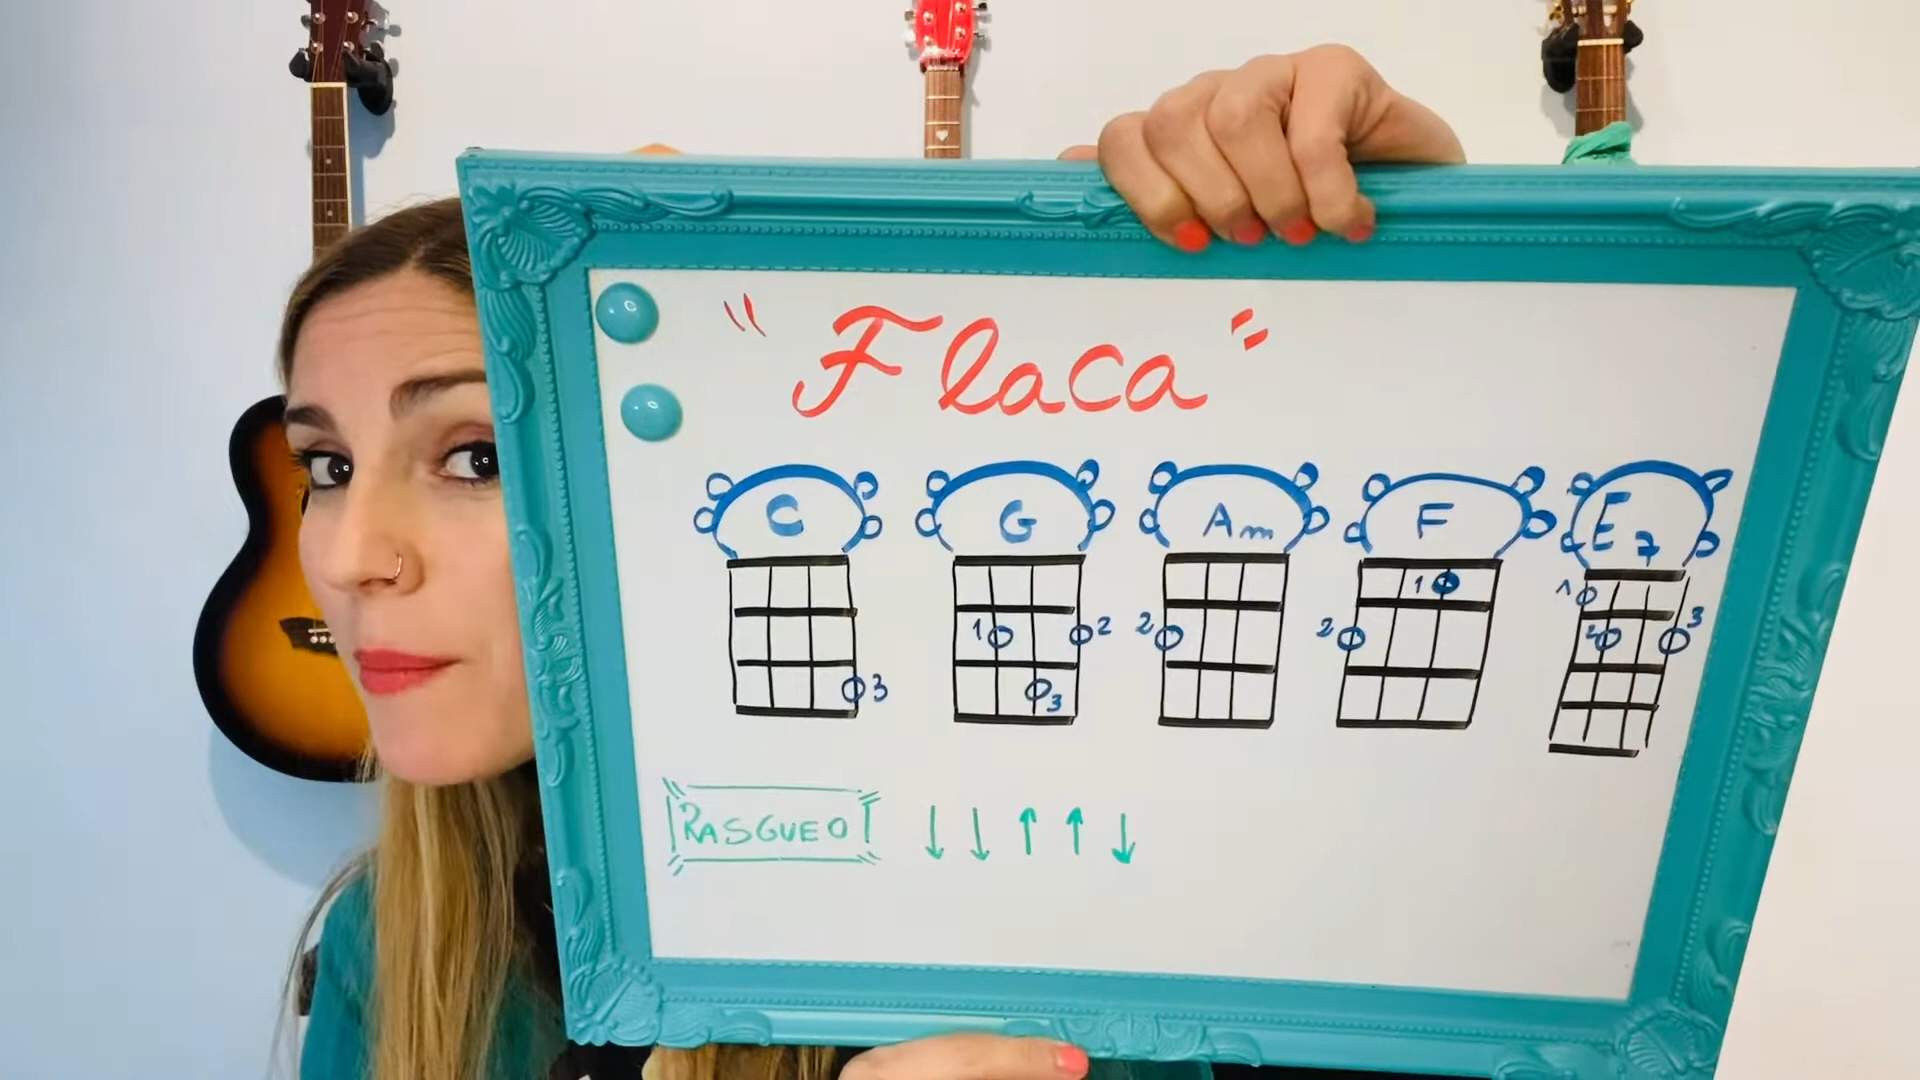 "Flaca"
C G Am F E7
1
1
1 2 2 2 2 3
3 3
RASGUEO ↓ ↓ ↑ ↑ ↓